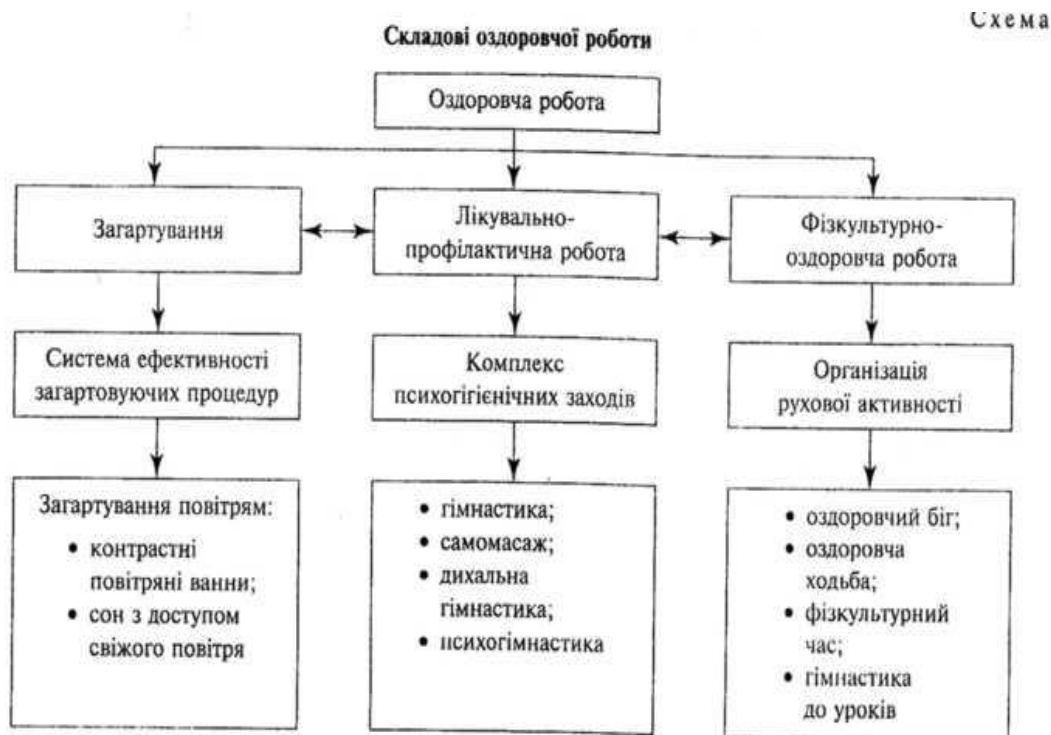 Схема
Складові оздоровчої роботи
Оздоровча робота
Загартування
Лікувально-
профілактична робота
Фізкультурно-
оздоровча робота
Система ефективності
загартовуючих процедур
Комплекс
психогігієнічних заходів
Організація
рухової активності
Загартування повітрям:
• контрастні
повітряні ванни;
• сон з доступом
свіжого повітря
• гімнастика;
• самомасаж;
• дихальна
гімнастика;
• психогімнастика
• оздоровчий біг;
• оздоровча
ходьба;
• фізкультурний
час;
• гімнастика
до уроків